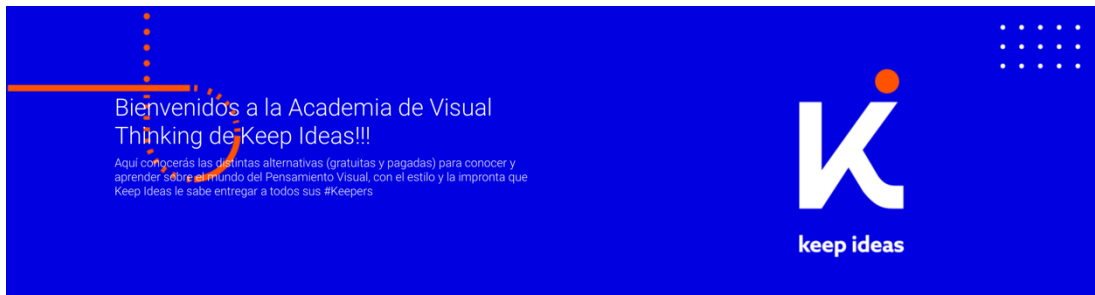 Bienvenidos a la Academia de Visual
Thinking de Keep Ideas!!!
Aquí conocerás las distintas alternativas (gratuitas y pagadas) para conocer y
aprender sobre el mundo del Pensamiento Visual, con el estilo y la impronta que
Keep Ideas le sabe entregar a todos sus #Keepers
keep ideas